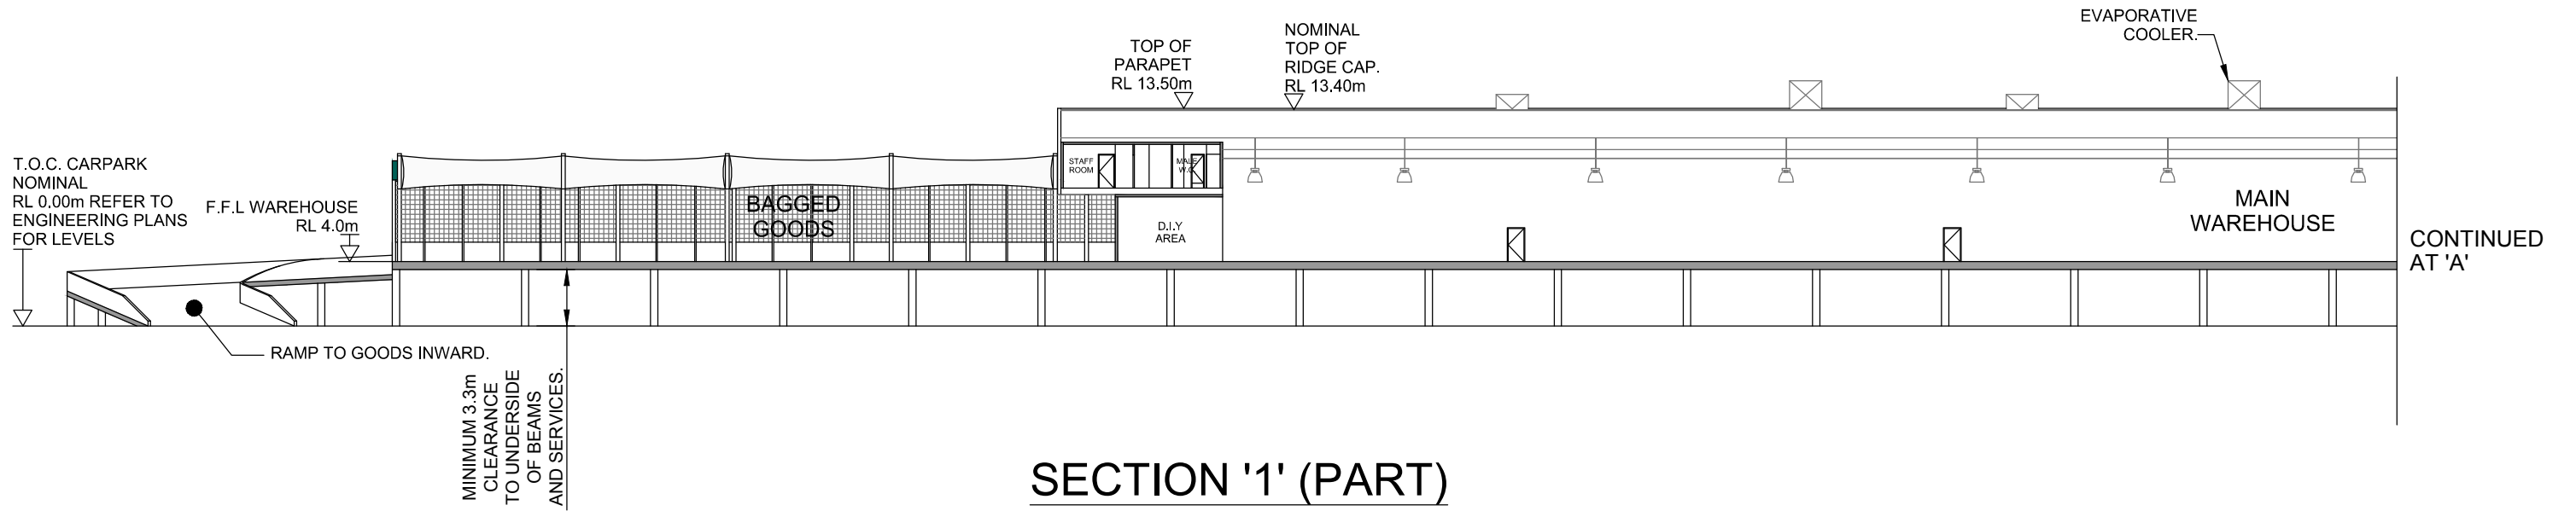 T.O.C. CARPARK
NOMINAL
RL 0.00m REFER TO
ENGINEERING PLANS
FOR LEVELS
F.F.L WAREHOUSE
RL 4.0m
RAMP TO GOODS INWARD.
MINIMUM 3.3m
CLEARANCE
TO UNDERSIDE
OF BEAMS
AND SERVICES.
BAGGED
GOODS
TOP OF
PARAPET
RL 13.50m
NOMINAL
TOP OF
RIDGE CAP.
RL 13.40m
STAFF
ROOM
MALE
W.C
D.I.Y
AREA
EVAPORATIVE
COOLER.
MAIN
WAREHOUSE
CONTINUED
AT 'A'
SECTION '1' (PART)